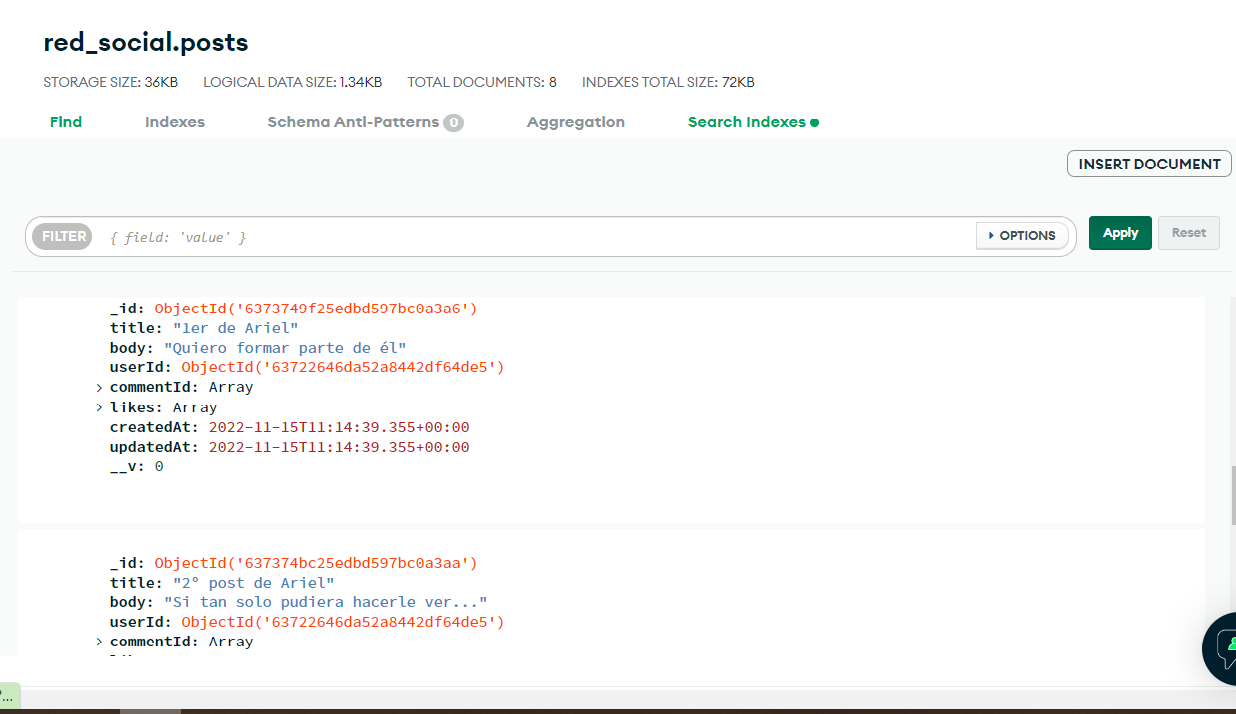 red_social.posts
STORAGE SIZE: 36KB LOGICAL DATA SIZE: 1.34KB TOTAL DOCUMENTS: 8 INDEXES TOTAL SIZE: 72KB
Find Indexes Schema Anti-Patterns 0 Aggregation Search Indexes
INSERT DOCUMENT
FILTER { field: 'value' } OPTIONS Apply Reset
_id: ObjectId('6373749f25edbd597bc0a3a6')
title: "1er de Ariel"
body: "Quiero formar parte de él"
userId: ObjectId('63722646da52a8442df64de5')
commentId: Array
likes: Array
createdAt: 2022-11-15T11:14:39.355+00:00
updatedAt: 2022-11-15T11:14:39.355+00:00
__v: 0
_id: ObjectId('637374bc25edbd597bc0a3aa')
title: "2º post de Ariel"
body: "Si tan solo pudiera hacerle ver..."
userId: ObjectId('63722646da52a8442df64de5')
commentId: Array